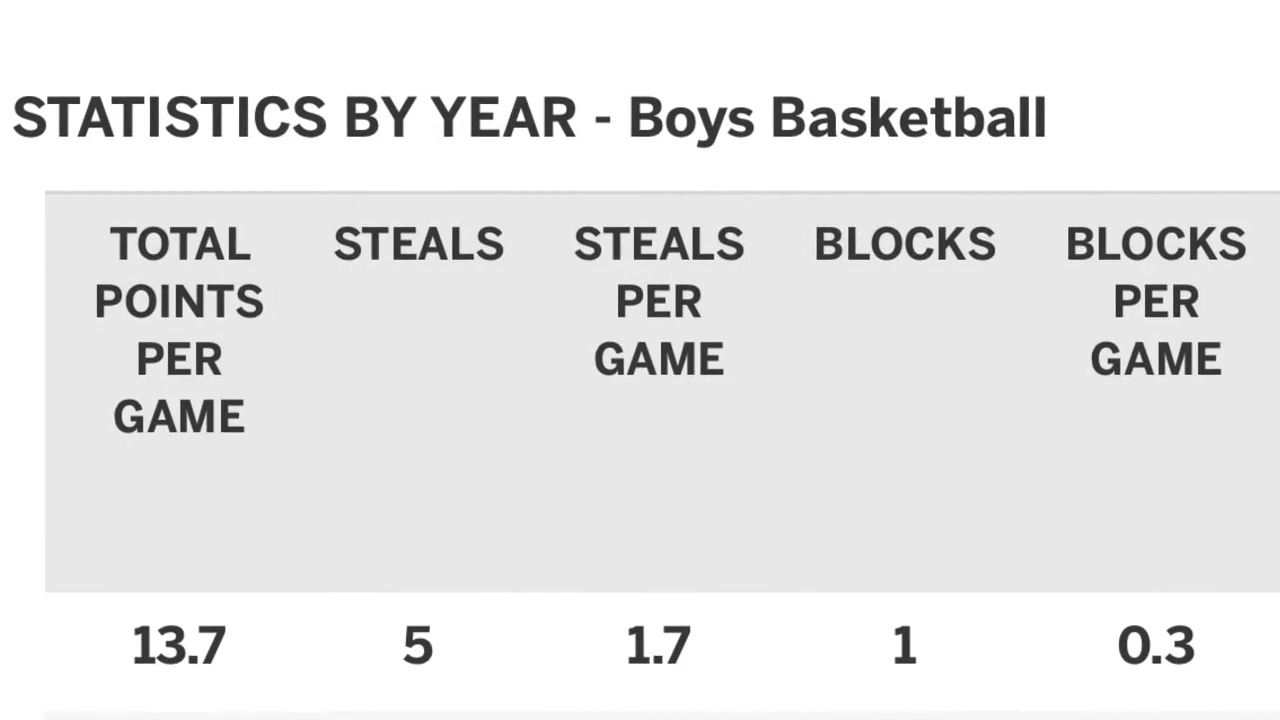 STATISTICS BY YEAR - Boys Basketball
TOTAL POINTS PER GAME
STEALS
STEALS PER GAME
BLOCKS
BLOCKS PER GAME
13.7 5 1.7 1 0.3